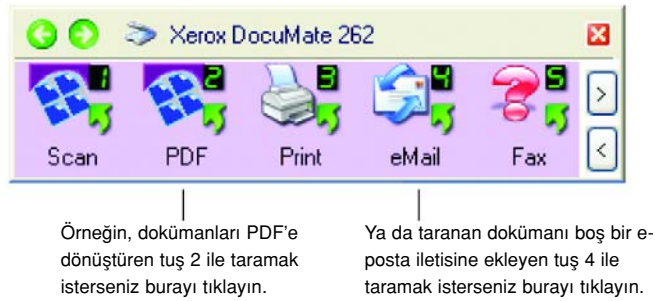 Xerox DocuMate 262
1 2 3 4 5
Scan PDF Print eMail Fax
Örneğin, dokümanları PDF’e
dönüştüren tuş 2 ile taramak
isterseniz burayı tıklayın.
Ya da taranan dokümanı boş bir e-
posta iletisine ekleyen tuş 4 ile
taramak isterseniz burayı tıklayın.